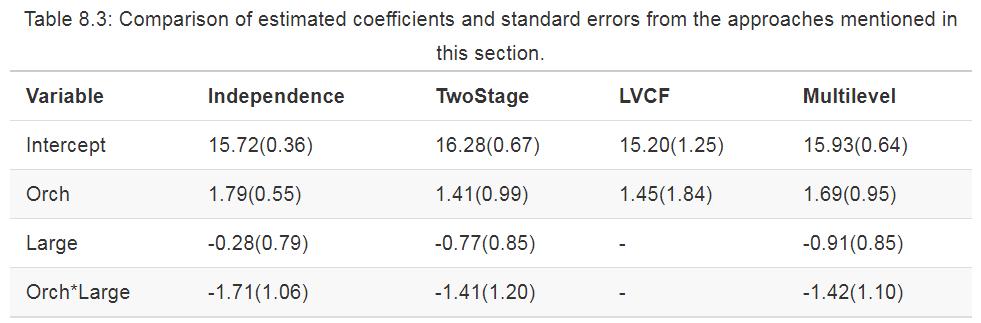 Table 8.3: Comparison of estimated coefficients and standard errors from the approaches mentioned in
this section.
Variable Independence TwoStage LVCF Multilevel
Intercept 15.72(0.36) 16.28(0.67) 15.20(1.25) 15.93(0.64)
Orch 1.79(0.55) 1.41(0.99) 1.45(1.84) 1.69(0.95)
Large -0.28(0.79) -0.77(0.85) - -0.91(0.85)
Orch*Large -1.71(1.06) -1.41(1.20) - -1.42(1.10)